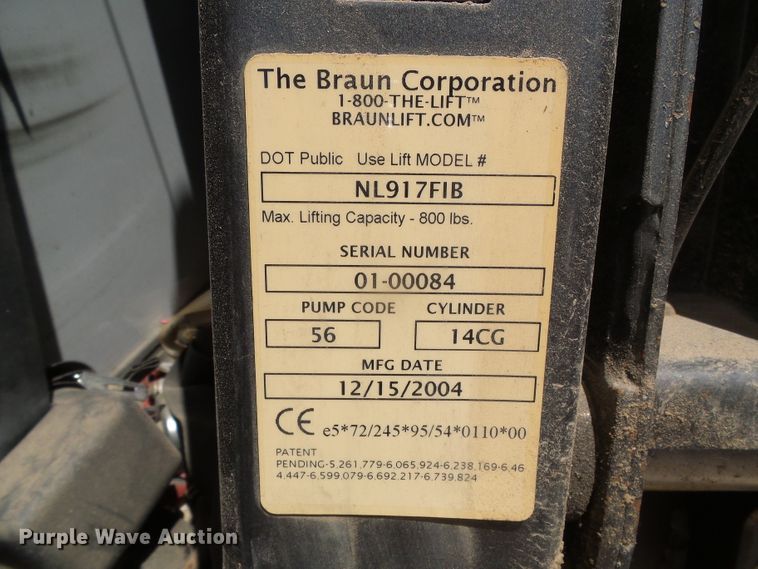 The Braun Corporation
1-800-THE-LIFT™
BRAUNLIFT.COM™
DOT Public Use Lift MODEL #
NL917FIB
Max. Lifting Capacity - 800 lbs.
SERIAL NUMBER
01-00084
PUMP CODE CYLINDER
56 14CG
MFG DATE
12/15/2004
CE e5*72/245*95/54*0110*00
PATENT
PENDING-5,261,779-6,065,924-6,238,169-6,46
4,447-6,599,079-6,692,217-6,739,824
Purple Wave Auction®